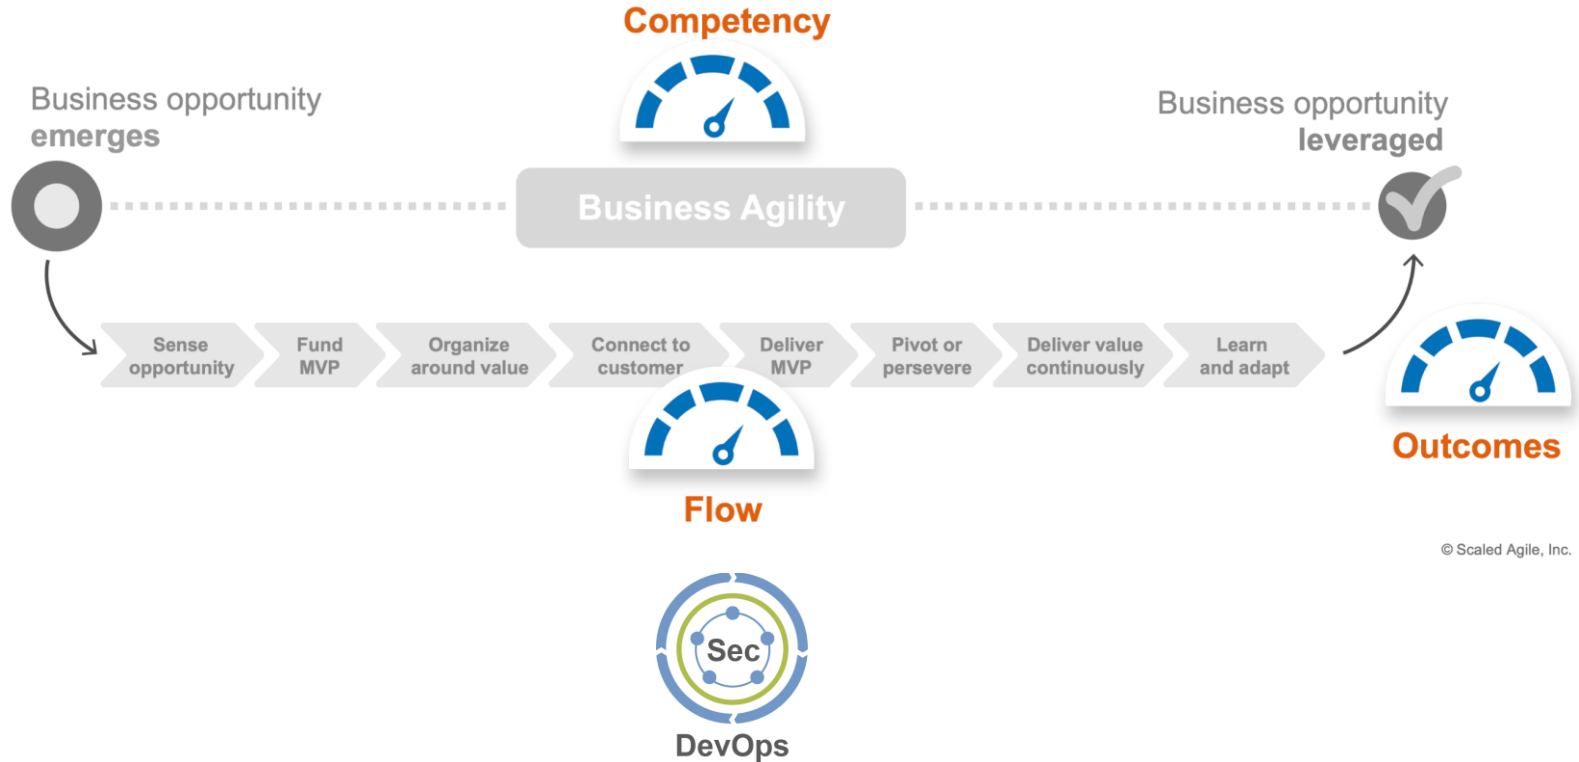 Competency
Business opportunity
emerges
Business opportunity
leveraged
Business Agility
Sense
opportunity
Fund
MVP
Organize
around value
Connect to
customer
Deliver
MVP
Pivot or
persevere
Deliver value
continuously
Learn
and adapt
Outcomes
Flow
© Scaled Agile, Inc.
Sec
DevOps